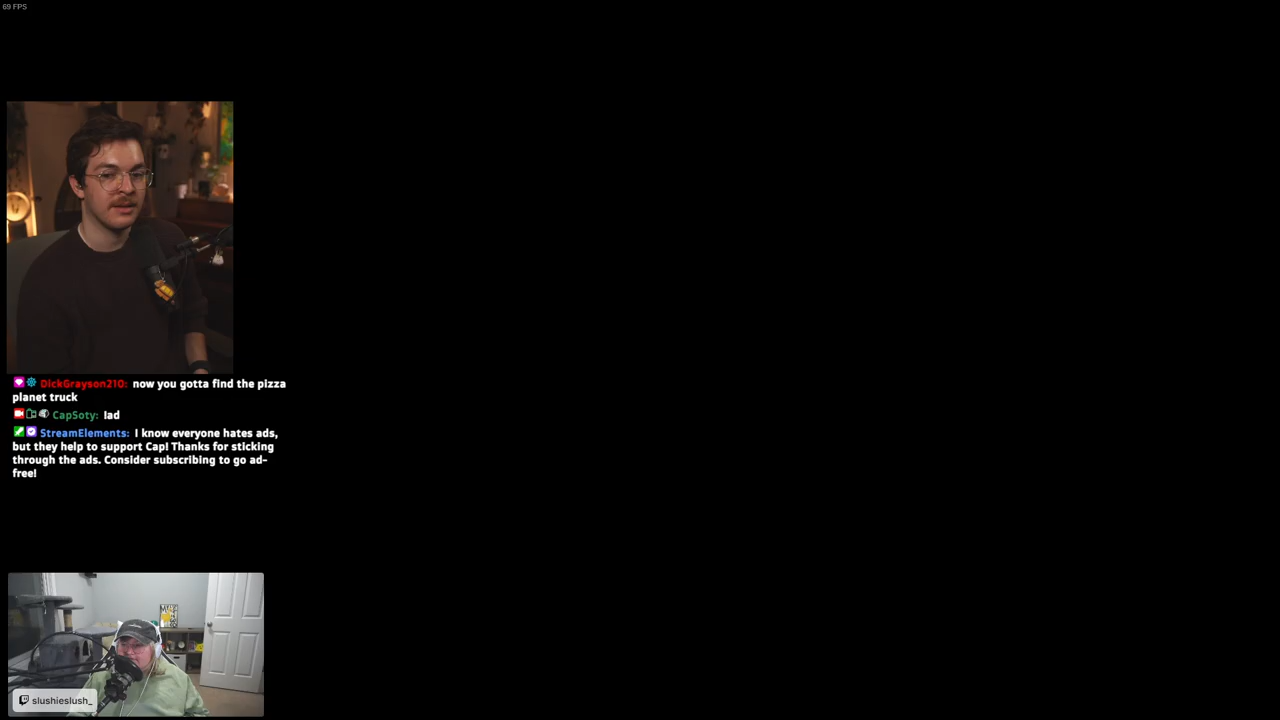 69 FPS
DickGrayson210: now you gotta find the pizza
planet truck
CapSoty: !ad
StreamElements: I know everyone hates ads,
but they help to support Cap! Thanks for sticking
through the ads. Consider subscribing to go ad-
free!
slushieslush_